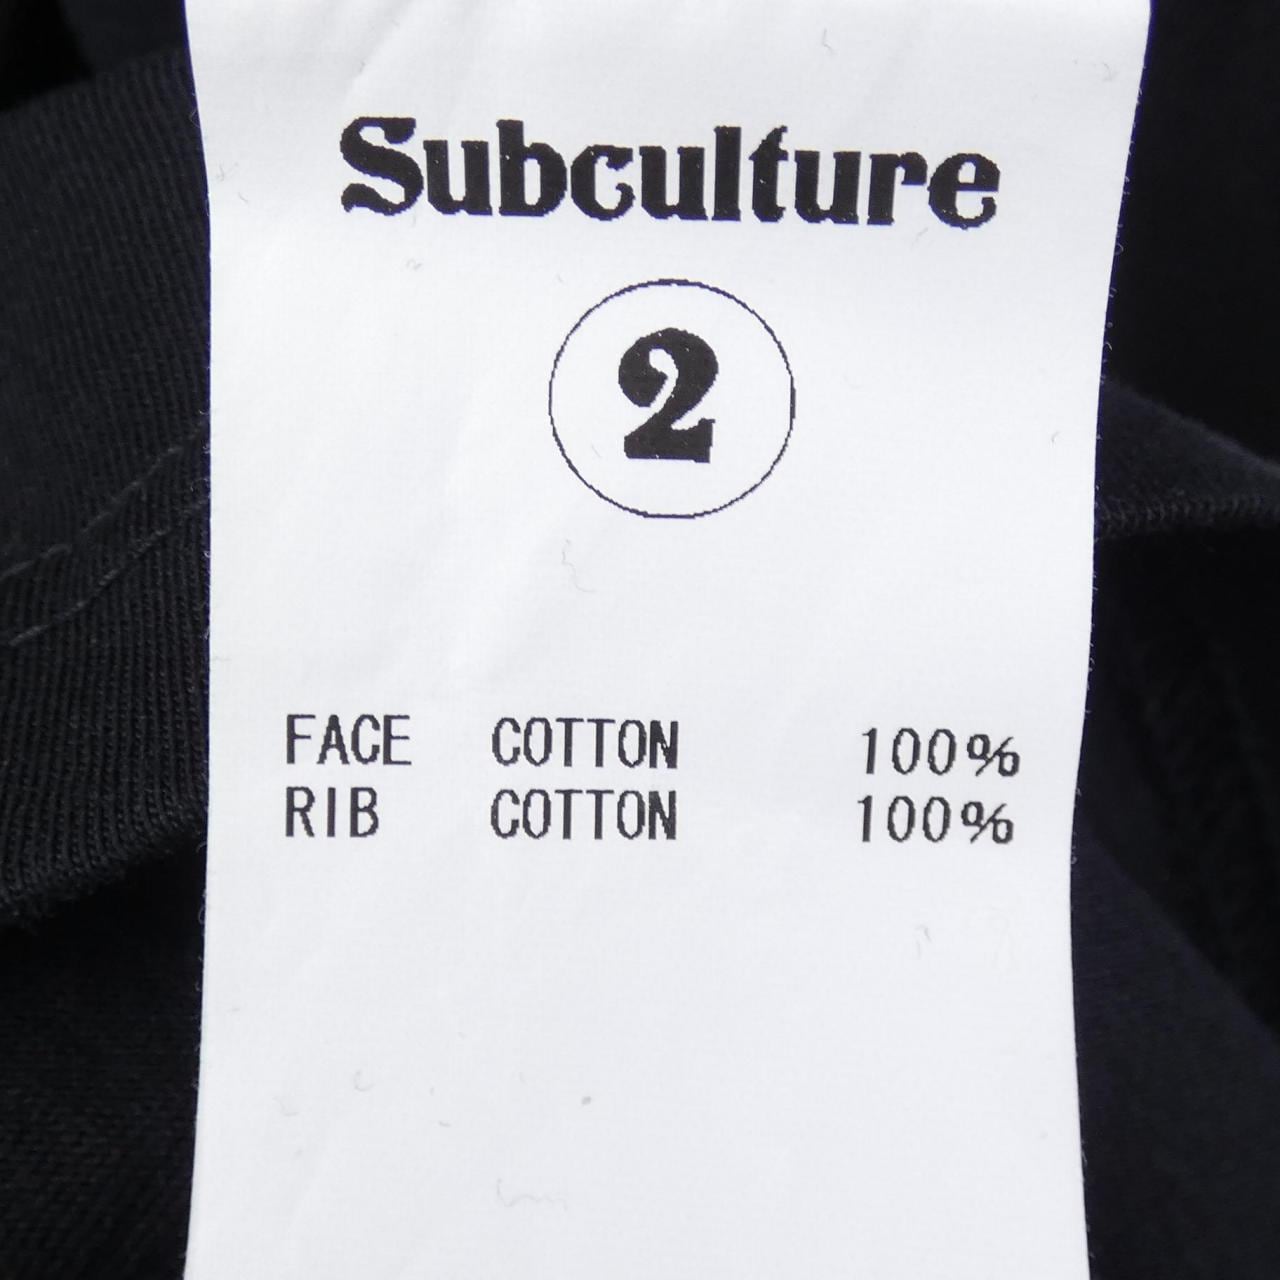 Subculture
2
FACE COTTON 100%
RIB COTTON 100%